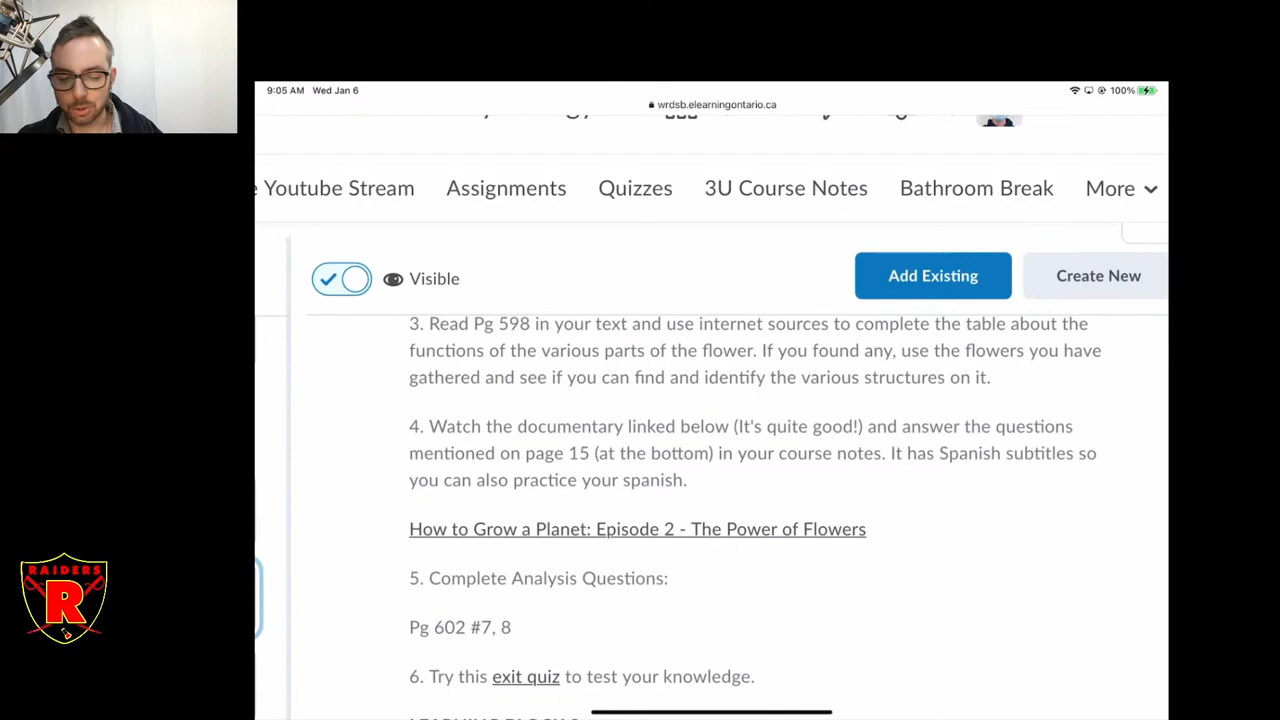 9:05 AM Wed Jan 6
100%
wrdsb.elearningontario.ca
e Youtube Stream Assignments Quizzes 3U Course Notes Bathroom Break More
Visible Add Existing Create New
3. Read Pg 598 in your text and use internet sources to complete the table about the
functions of the various parts of the flower. If you found any, use the flowers you have
gathered and see if you can find and identify the various structures on it.
4. Watch the documentary linked below (It's quite good!) and answer the questions
mentioned on page 15 (at the bottom) in your course notes. It has Spanish subtitles so
you can also practice your spanish.
How to Grow a Planet: Episode 2 - The Power of Flowers
5. Complete Analysis Questions:
Pg 602 #7, 8
6. Try this exit quiz to test your knowledge.
RAIDERS
R